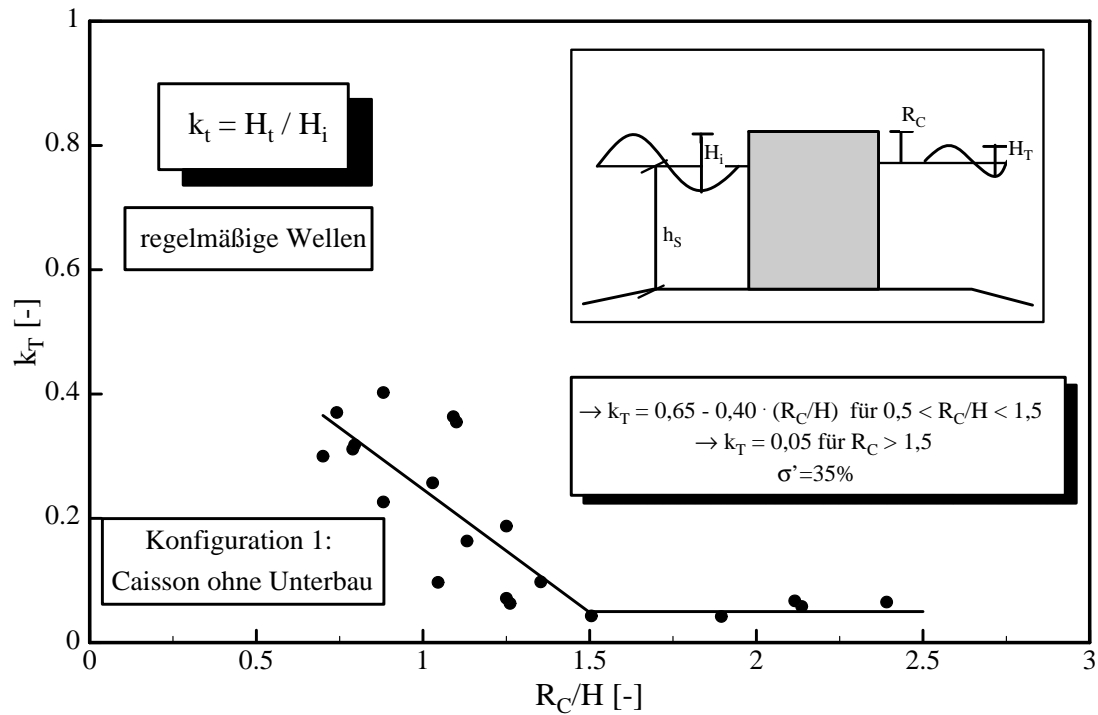 1
0.8
0.6
0.4
0.2
0
k_T [-]
k_t = H_t / H_i
regelmäßige Wellen
R_C
H_i
H_T
h_S
→ k_T = 0,65 - 0,40 · (R_C/H) für 0,5 < R_C/H < 1,5
→ k_T = 0,05 für R_C > 1,5
σ'=35%
Konfiguration 1:
Caisson ohne Unterbau
0 0.5 1 1.5 2 2.5 3
R_C/H [-]